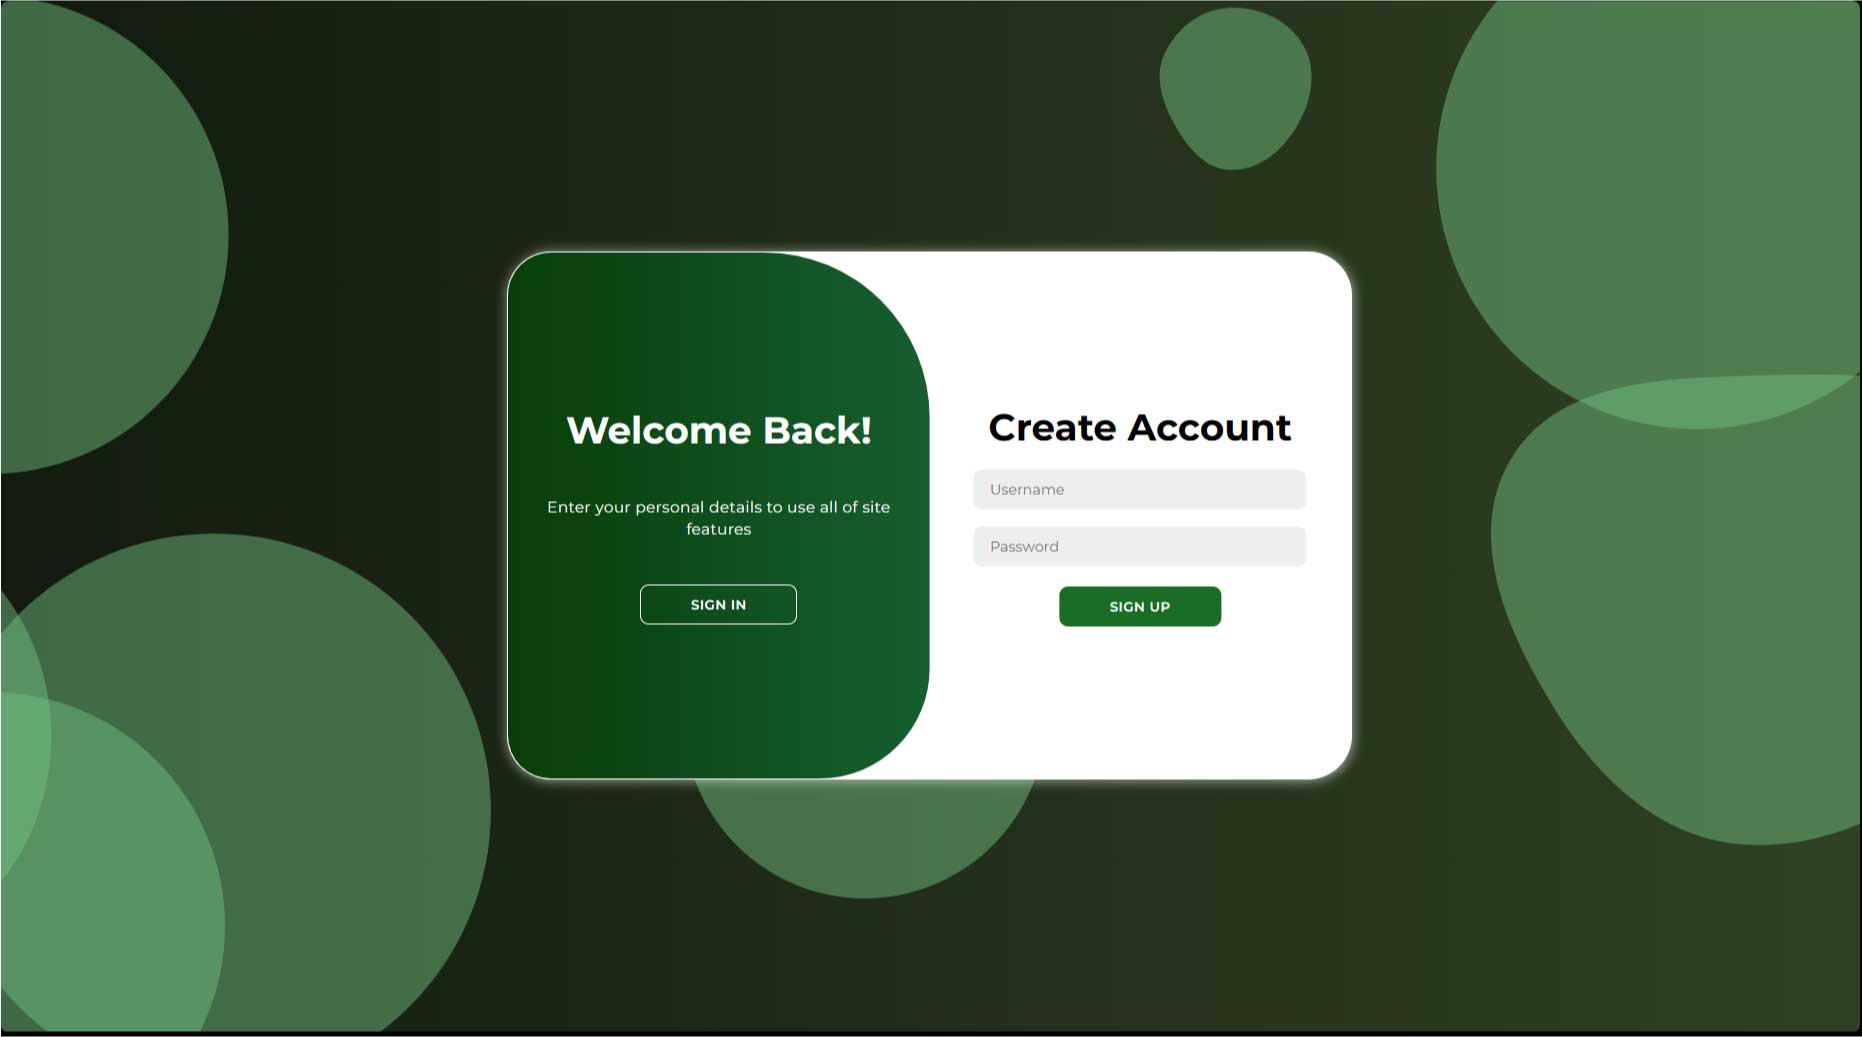 Welcome Back!
Enter your personal details to use all of site
features
SIGN IN
Create Account
Username
Password
SIGN UP